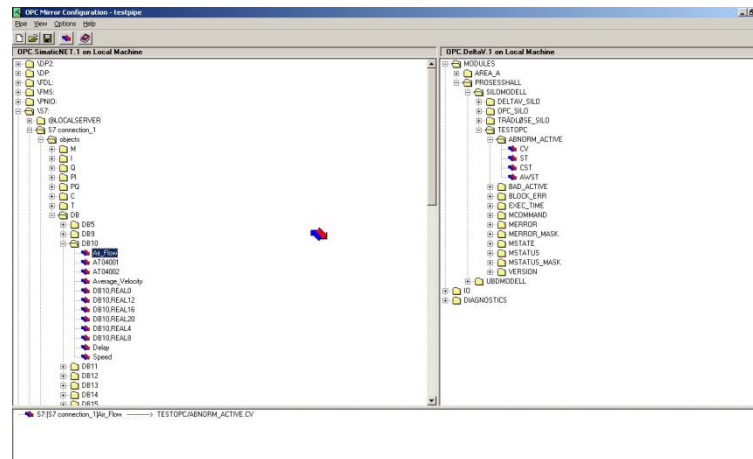 OPC Mirror Configuration - testpipe
Pipe View Options Help
OPC.SimaticNET.1 on Local Machine
\DP2:
\DP:
\FDL:
\FMS:
\PNIO:
\S7:
@LOCALSERVER
S7 connection_1
objects
M
I
Q
PI
PQ
C
T
DB
DB5
DB9
DB10
Air_Flow
AT04001
AT04002
Average_Velocity
DB10,REAL0
DB10,REAL12
DB10,REAL16
DB10,REAL20
DB10,REAL4
DB10,REAL8
Delay
Speed
DB11
DB12
DB13
DB14
DB15
OPC.DeltaV.1 on Local Machine
MODULES
AREA_A
PROSESSHALL
SILOMODELL
DELTAV_SILO
OPC_SILO
TRÅDLØSE_SILO
TESTOPC
ABNORM_ACTIVE
CV
ST
CST
AWST
BAD_ACTIVE
BLOCK_ERR
EXEC_TIME
MCOMMAND
MERROR
MERROR_MASK
MSTATE
MSTATUS
MSTATUS_MASK
VERSION
UBDMODELL
IO
DIAGNOSTICS
S7:[S7 connection_1]Air_Flow ----------> TESTOPC/ABNORM_ACTIVE.CV